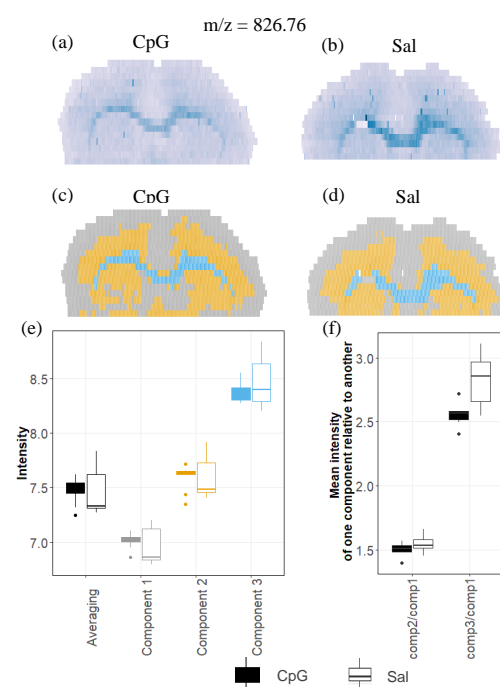 m/z = 826.76
(a) CpG (b) Sal
(c) CpG (d) Sal
(e) (f)
Intensity
8.5
8.0
7.5
7.0
Averaging
Component 1
Component 2
Component 3
Mean intensity
of one component relative to another
3.0
2.5
1.5
comp2/comp1
comp3/comp1
CpG Sal